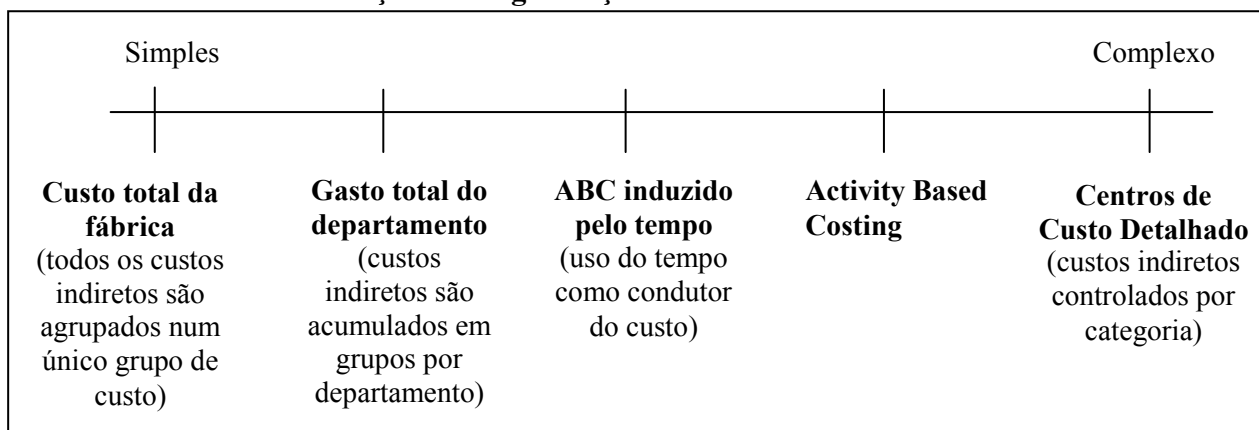 Simples
Complexo
Custo total da
fábrica
(todos os custos
indiretos são
agrupados num
único grupo de
custo)
Gasto total do
departamento
(custos
indiretos são
acumulados em
grupos por
departamento)
ABC induzido
pelo tempo
(uso do tempo
como condutor
do custo)
Activity Based
Costing
Centros de
Custo Detalhado
(custos indiretos
controlados por
categoria)